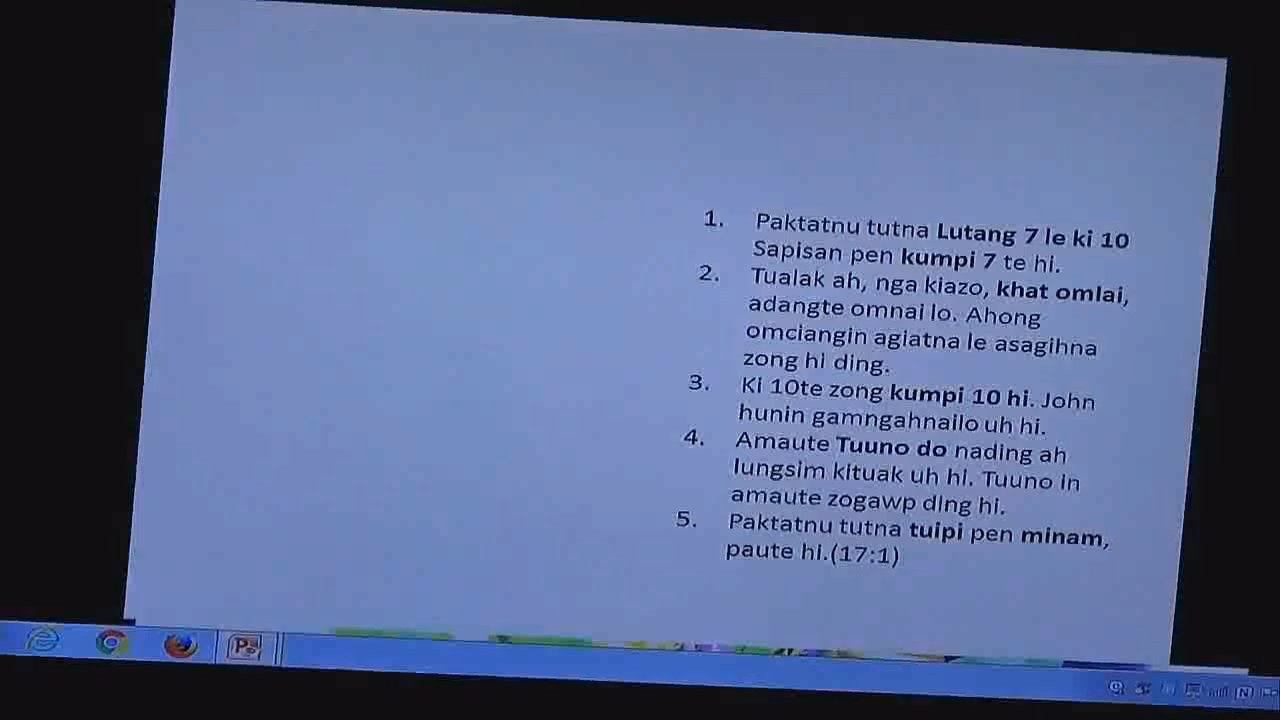 1. Paktatnu tutna Lutang 7 le ki 10
Sapisan pen kumpi 7 te hi.
2. Tualak ah, nga kiazo, khat omlai,
adangte omnai lo. Ahong
omciangin agiatna le asagihna
zong hi ding.
3. Ki 10te zong kumpi 10 hi. John
hunin gamngahnailo uh hi.
4. Amaute Tuuno do nading ah
lungsim kituak uh hi. Tuuno in
amaute zogawp ding hi.
5. Paktatnu tutna tuipi pen minam,
paute hi.(17:1)